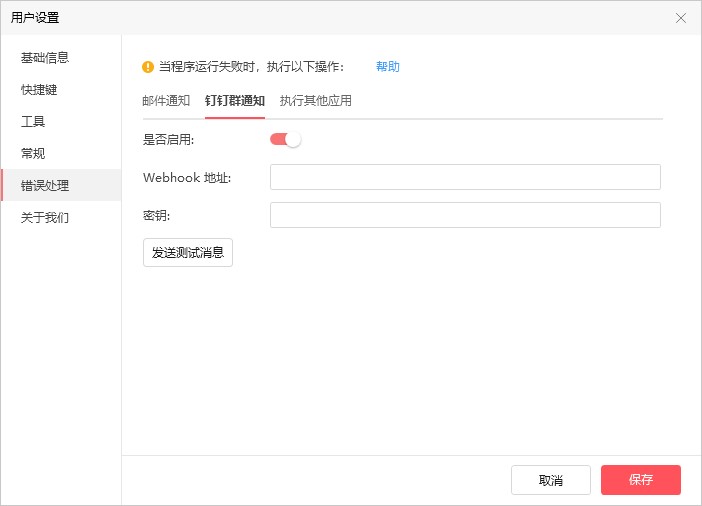 用户设置
基础信息
快捷键
工具
常规
错误处理
关于我们
当程序运行失败时，执行以下操作： 帮助
邮件通知 钉钉群通知 执行其他应用
是否启用:
Webhook 地址:
密钥:
发送测试消息
取消 保存